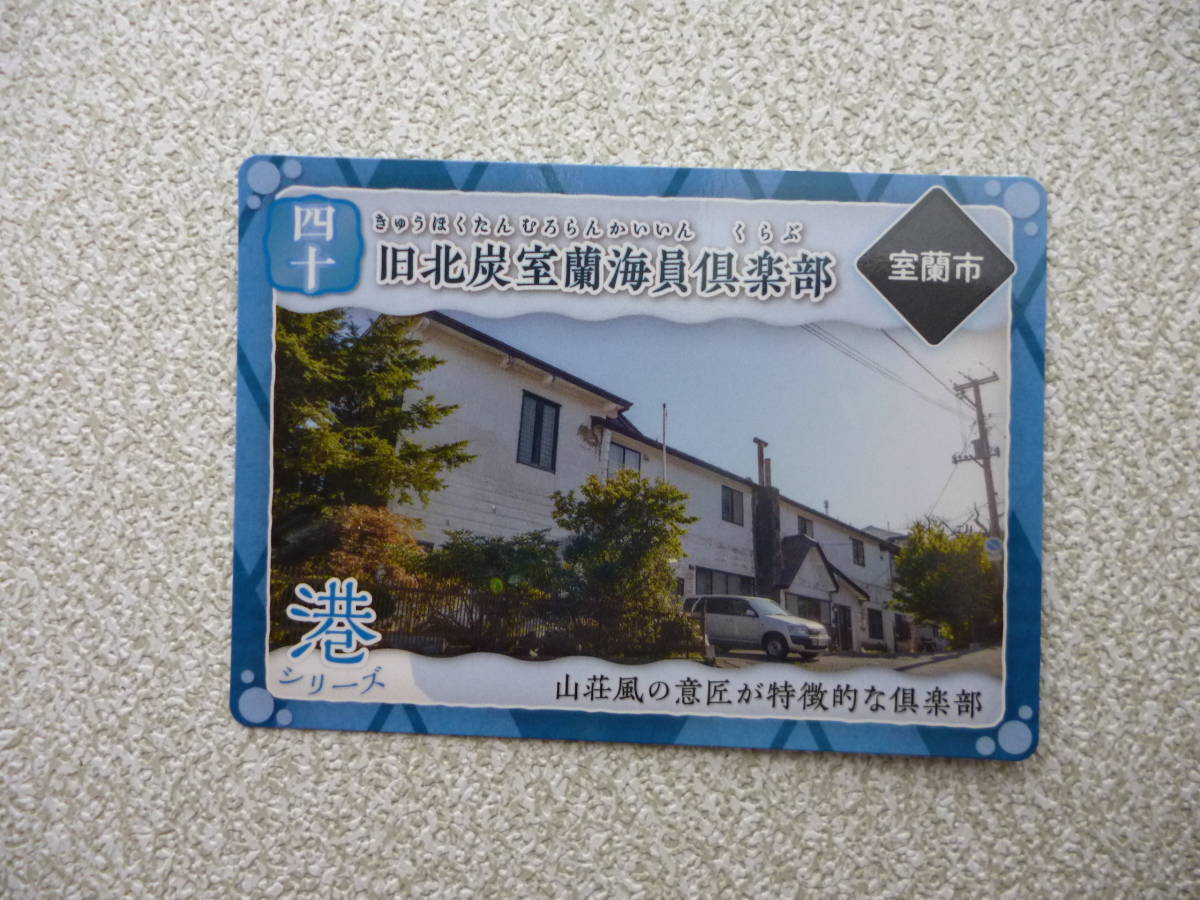 四十
きゅうほくたんむろらんかいいん くらぶ
旧北炭室蘭海員倶楽部
室蘭市
港
シリーズ
山荘風の意匠が特徴的な倶楽部